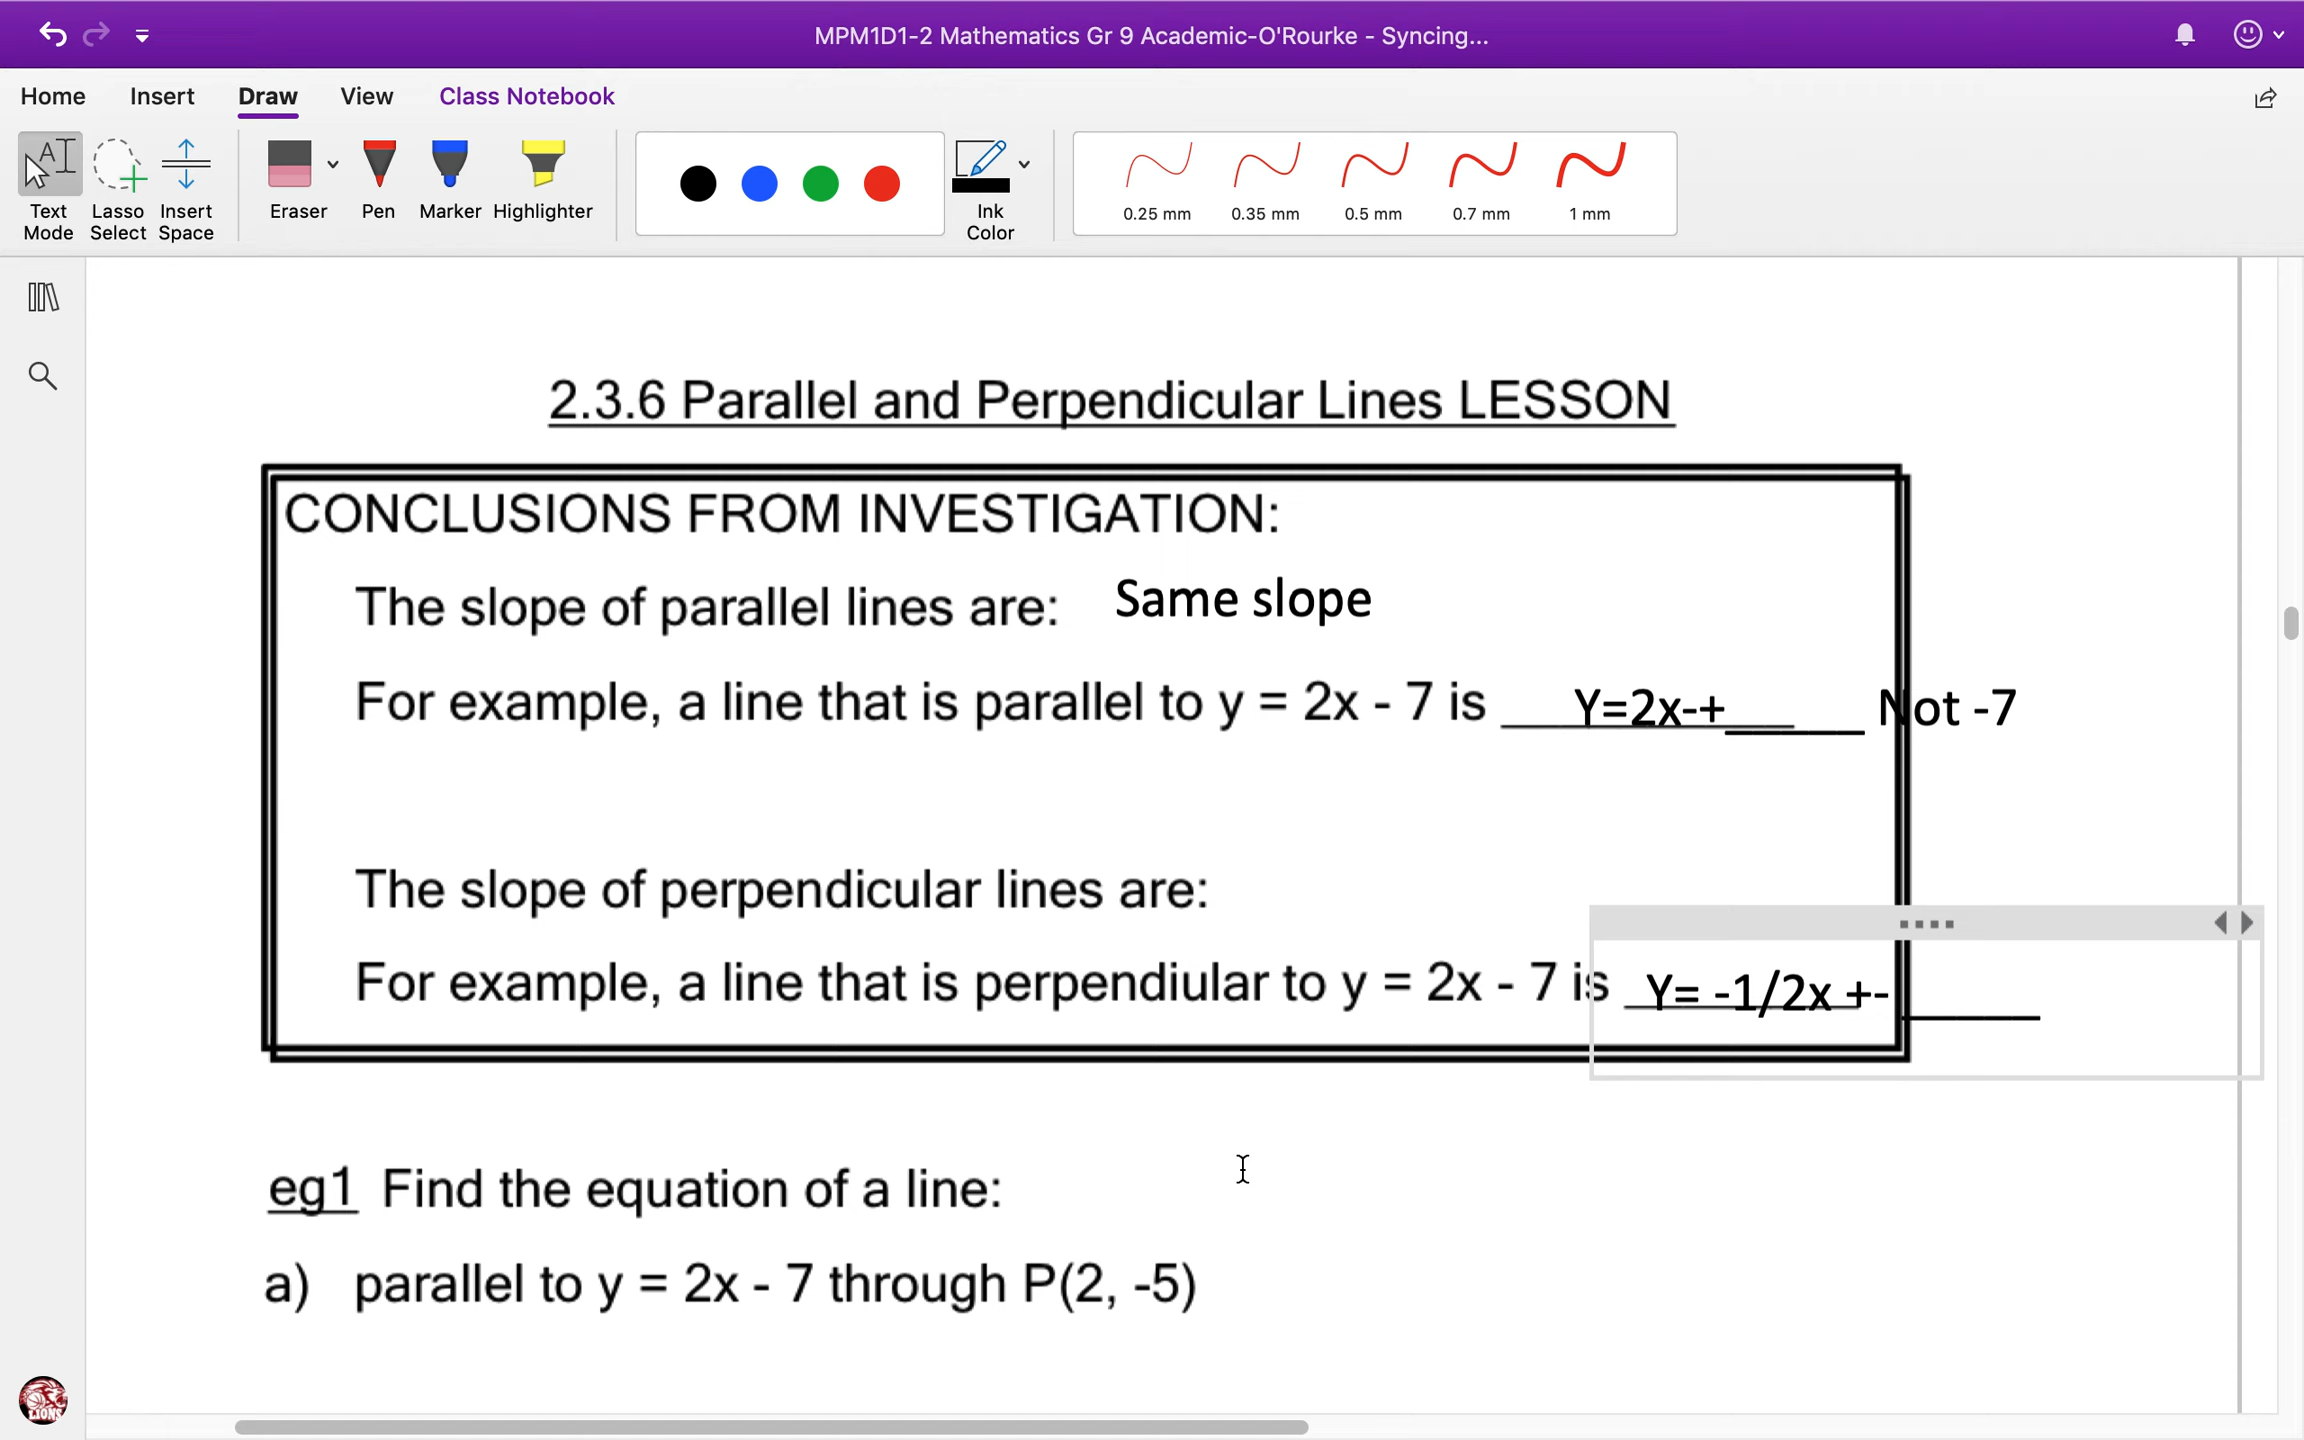 MPM1D1-2 Mathematics Gr 9 Academic-O'Rourke - Syncing...
Home Insert Draw View Class Notebook
Text Mode Lasso Select Insert Space Eraser Pen Marker Highlighter Ink Color 0.25 mm 0.35 mm 0.5 mm 0.7 mm 1 mm
2.3.6 Parallel and Perpendicular Lines LESSON
CONCLUSIONS FROM INVESTIGATION:
The slope of parallel lines are: Same slope
For example, a line that is parallel to y = 2x - 7 is Y=2x-+_____ Not -7
The slope of perpendicular lines are:
For example, a line that is perpendiular to y = 2x - 7 is Y= -1/2x +-_____
eg1 Find the equation of a line:
a) parallel to y = 2x - 7 through P(2, -5)
LIONS